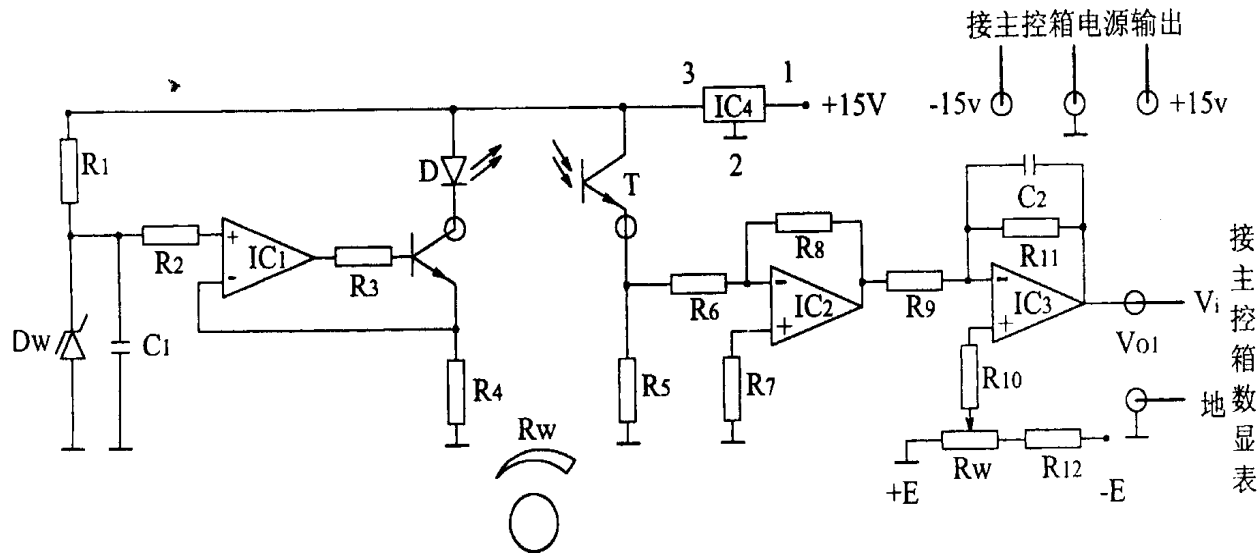 接主控箱电源输出
3
1
IC4
+15V
-15v
+15v
2
R1
D
T
C2
R11
R2
+
-
IC1
R3
R8
R6
-
IC2
+
R9
-
IC3
+
Vi
VO1
DW
C1
R4
R5
R7
R10
地
RW
+E
RW
R12
-E
接主控箱数显表